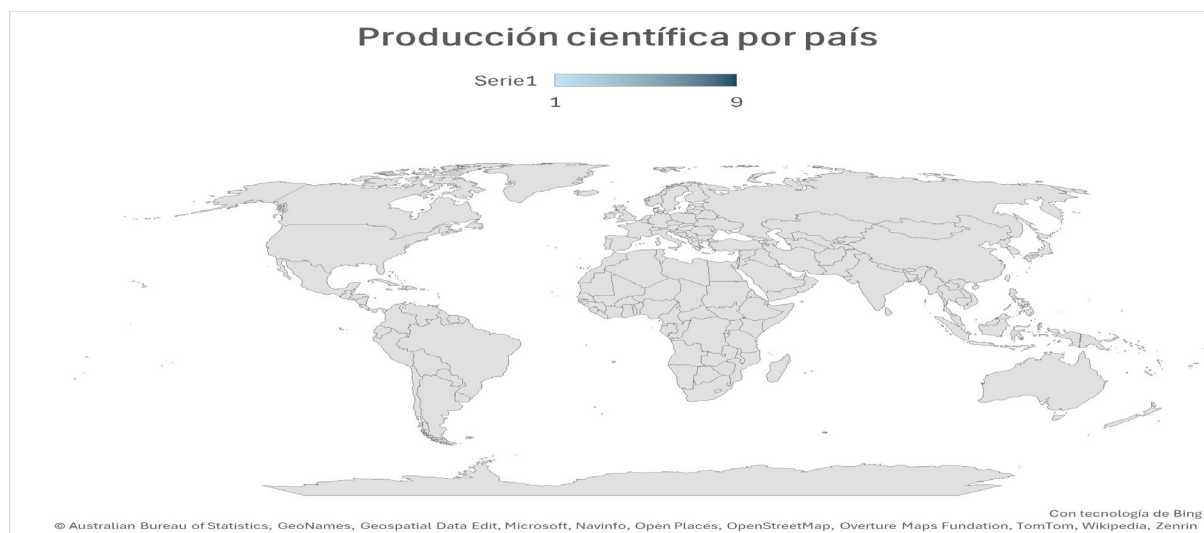 Producción científica por país
Serie1
1 9
Con tecnología de Bing
© Australian Bureau of Statistics, GeoNames, Geospatial Data Edit, Microsoft, Navinfo, Open Places, OpenStreetMap, Overture Maps Fundation, TomTom, Wikipedia, Zenrin